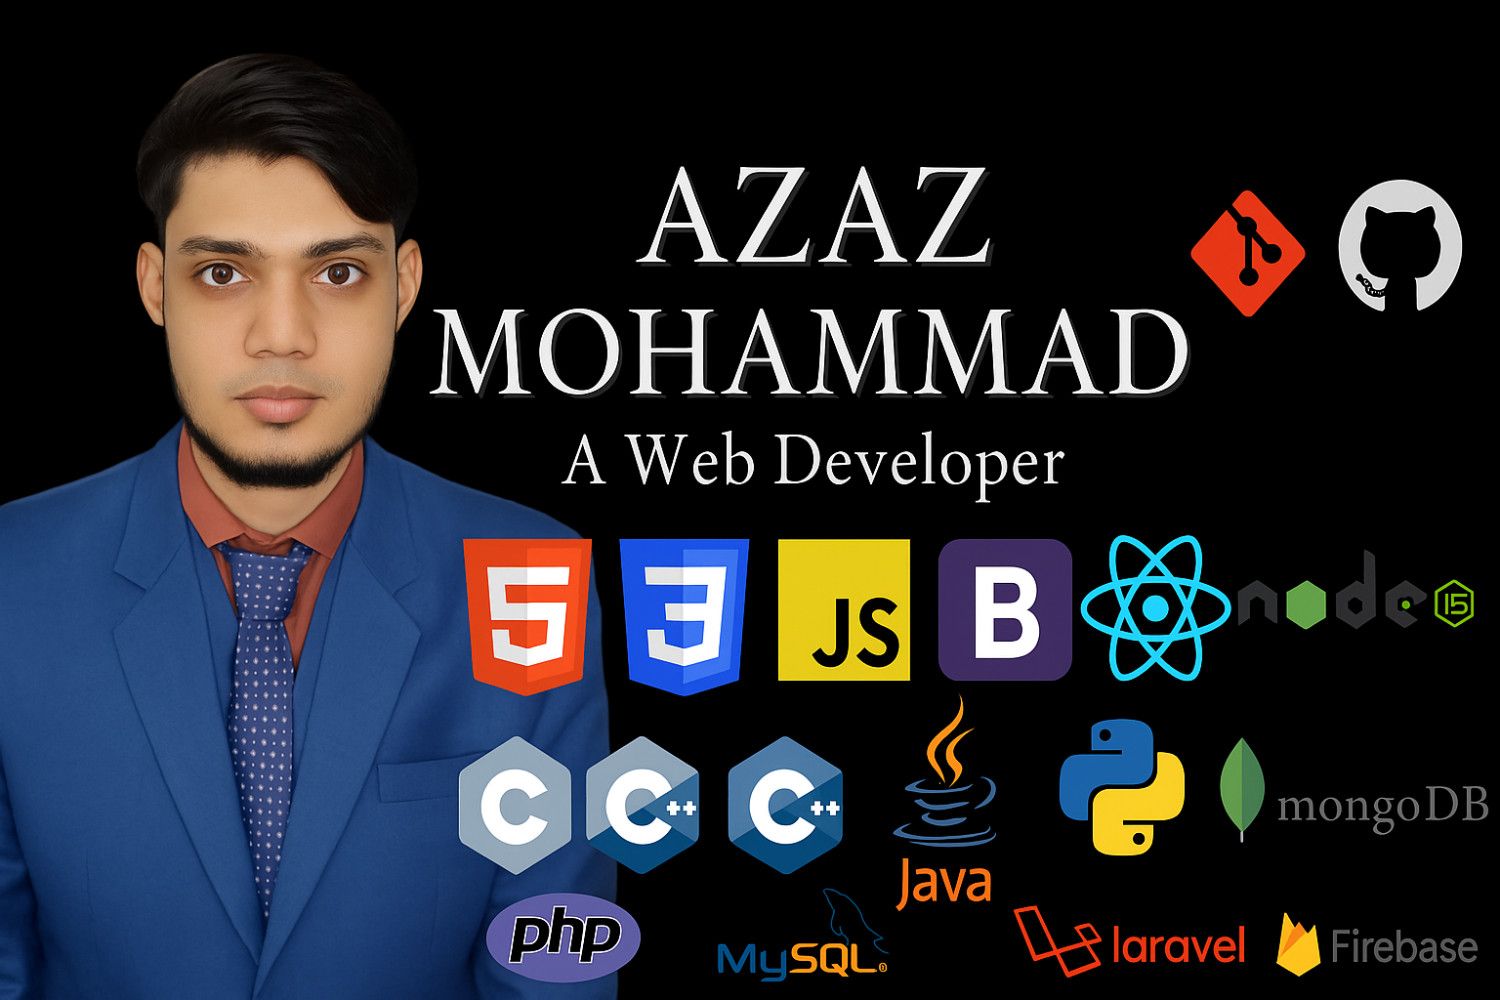 AZAZ
MOHAMMAD
A Web Developer
5 3 JS B node 15
C C++ C++ Java mongoDB
php MySQL laravel Firebase